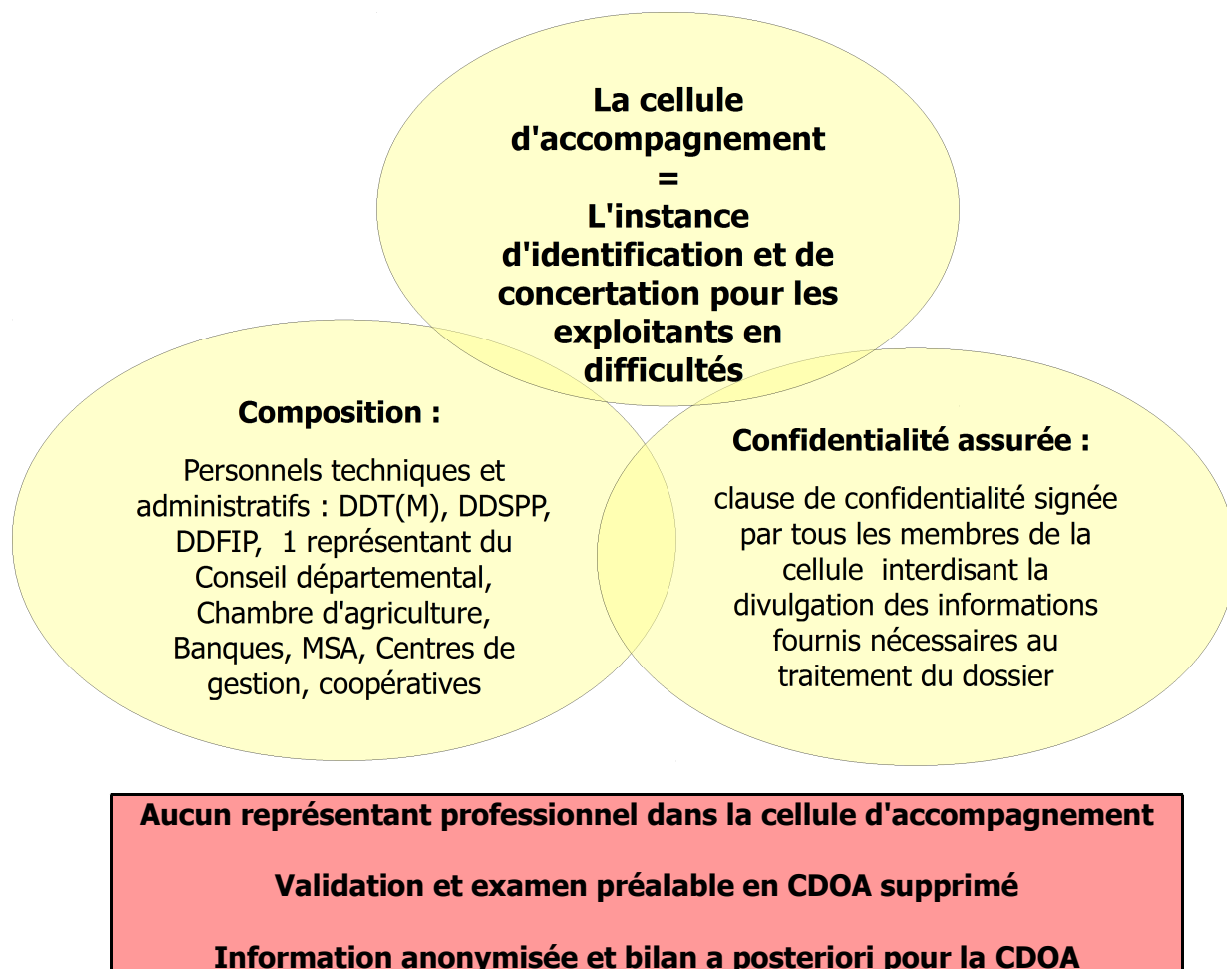 La cellule
d'accompagnement
=
L'instance
d'identification et de
concertation pour les
exploitants en
difficultés
Composition :
Personnels techniques et
administratifs : DDT(M), DDSPP,
DDFIP, 1 représentant du
Conseil départemental,
Chambre d'agriculture,
Banques, MSA, Centres de
gestion, coopératives
Confidentialité assurée :
clause de confidentialité signée
par tous les membres de la
cellule interdisant la
divulgation des informations
fournis nécessaires au
traitement du dossier
Aucun représentant professionnel dans la cellule d'accompagnement
Validation et examen préalable en CDOA supprimé
Information anonymisée et bilan a posteriori pour la CDOA